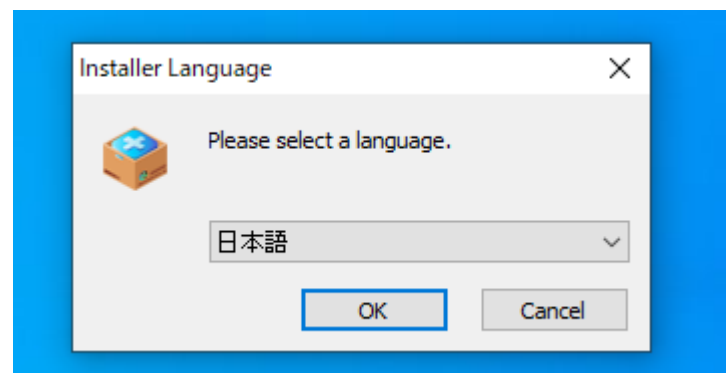 Installer Language
Please select a language.
日本語
OK
Cancel